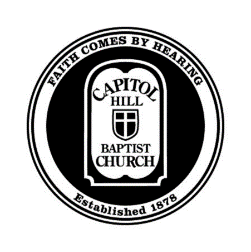 FAITH COMES BY HEARING
CAPITOL
HILL
BAPTIST
CHURCH
Established 1878